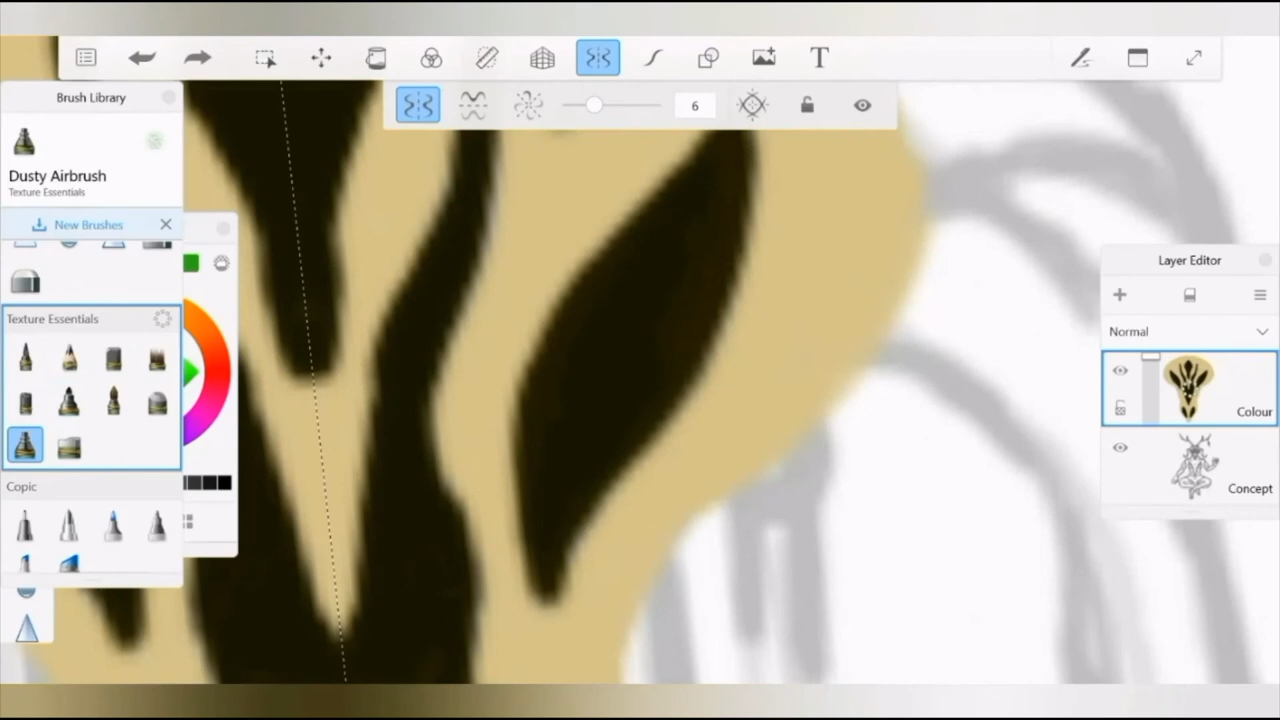 T
Brush Library
6
Dusty Airbrush
Texture Essentials
New Brushes
Layer Editor
Texture Essentials
Normal
Colour
Copic
Concept